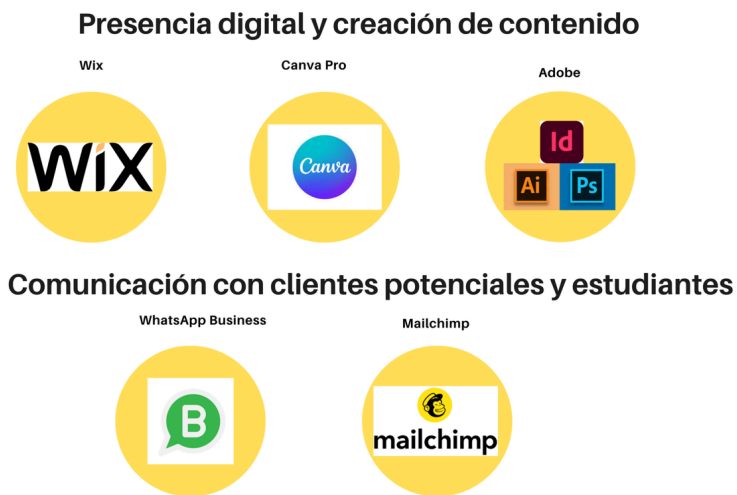 Presencia digital y creación de contenido
Wix
Canva Pro
Adobe
WiX
Canva
Id
Ai
Ps
Comunicación con clientes potenciales y estudiantes
WhatsApp Business
Mailchimp
B
mailchimp